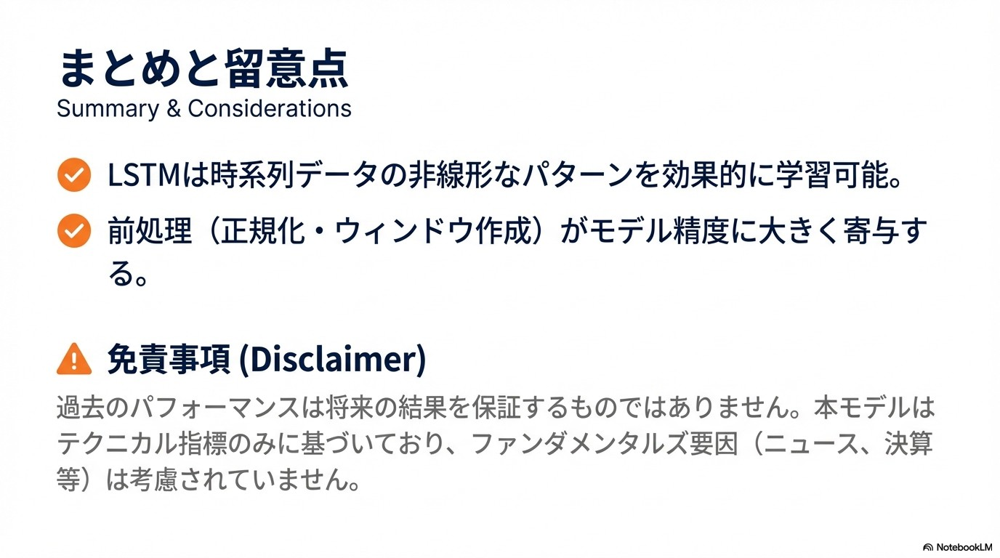 まとめと留意点
Summary & Considerations
LSTMは時系列データの非線形なパターンを効果的に学習可能。
前処理（正規化・ウィンドウ作成）がモデル精度に大きく寄与す
る。
免責事項 (Disclaimer)
過去のパフォーマンスは将来の結果を保証するものではありません。本モデルは
テクニカル指標のみに基づいており、ファンダメンタルズ要因（ニュース、決算
等）は考慮されていません。
NotebookLM